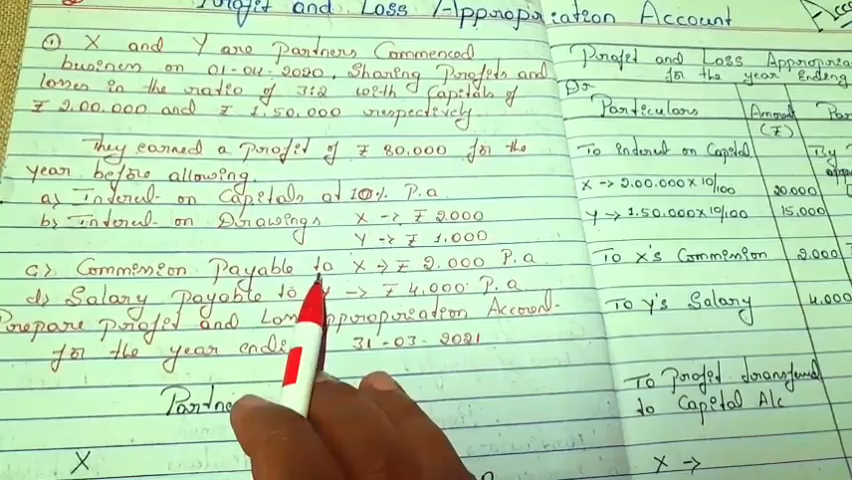 Profit and Loss Appropriation Account
① X and Y are Partners Commenced
business on 01-04-2020, Sharing Profits and
losses in the ratio of 3:2 with Capitals of
₹ 2.00.000 and ₹ 1.50.000 respectively.
They earned a Profit of ₹ 80.000 for the
year before allowing.
a) Interest on Capitals at 10% P.a
b) Interest on Drawings X -> ₹ 2.000
Y -> ₹ 1.000
c) Commission Payable to X -> ₹ 2.000 P.a
d) Salary Payable to Y -> ₹ 4.000 P.a
Prepare Profit and Loss Appropriation Account
for the year 31-03-2021
X
Profit and Loss Appropria
for the year Ending
Dr
Particulars Amount
(₹)
To Interest on Capital By
X -> 2.00.000 x 10/100 20.000
Y -> 1.50.000 x 10/100 15.000
To X's Commission 2.000
To Y's Salary 4.000
To Profit transferred
to Capital A/c
X ->